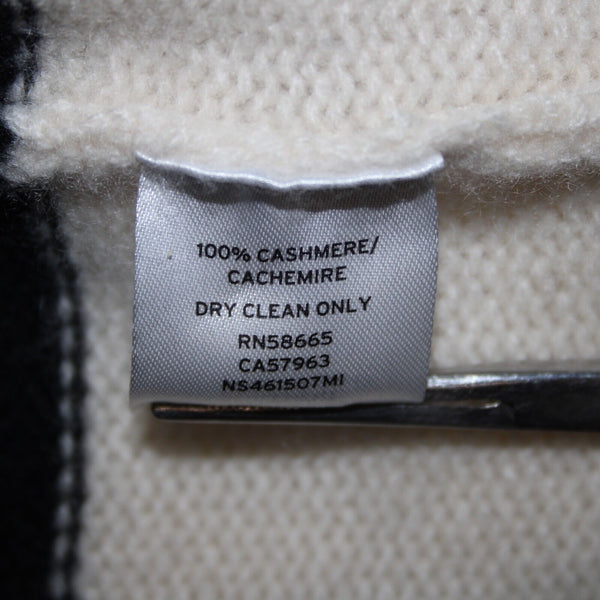 100% CASHMERE/
CACHEMIRE
DRY CLEAN ONLY
RN58665
CA57963
NS461507MI